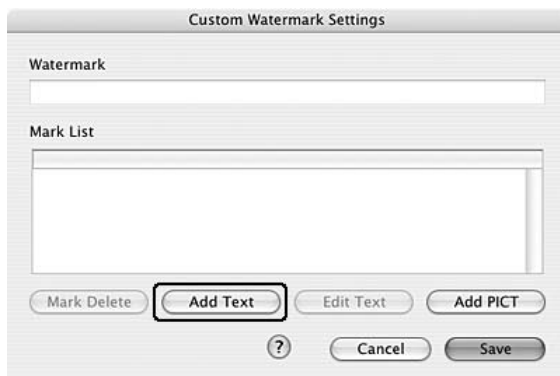 Custom Watermark Settings
Watermark
Mark List
Mark Delete Add Text Edit Text Add PICT
? Cancel Save